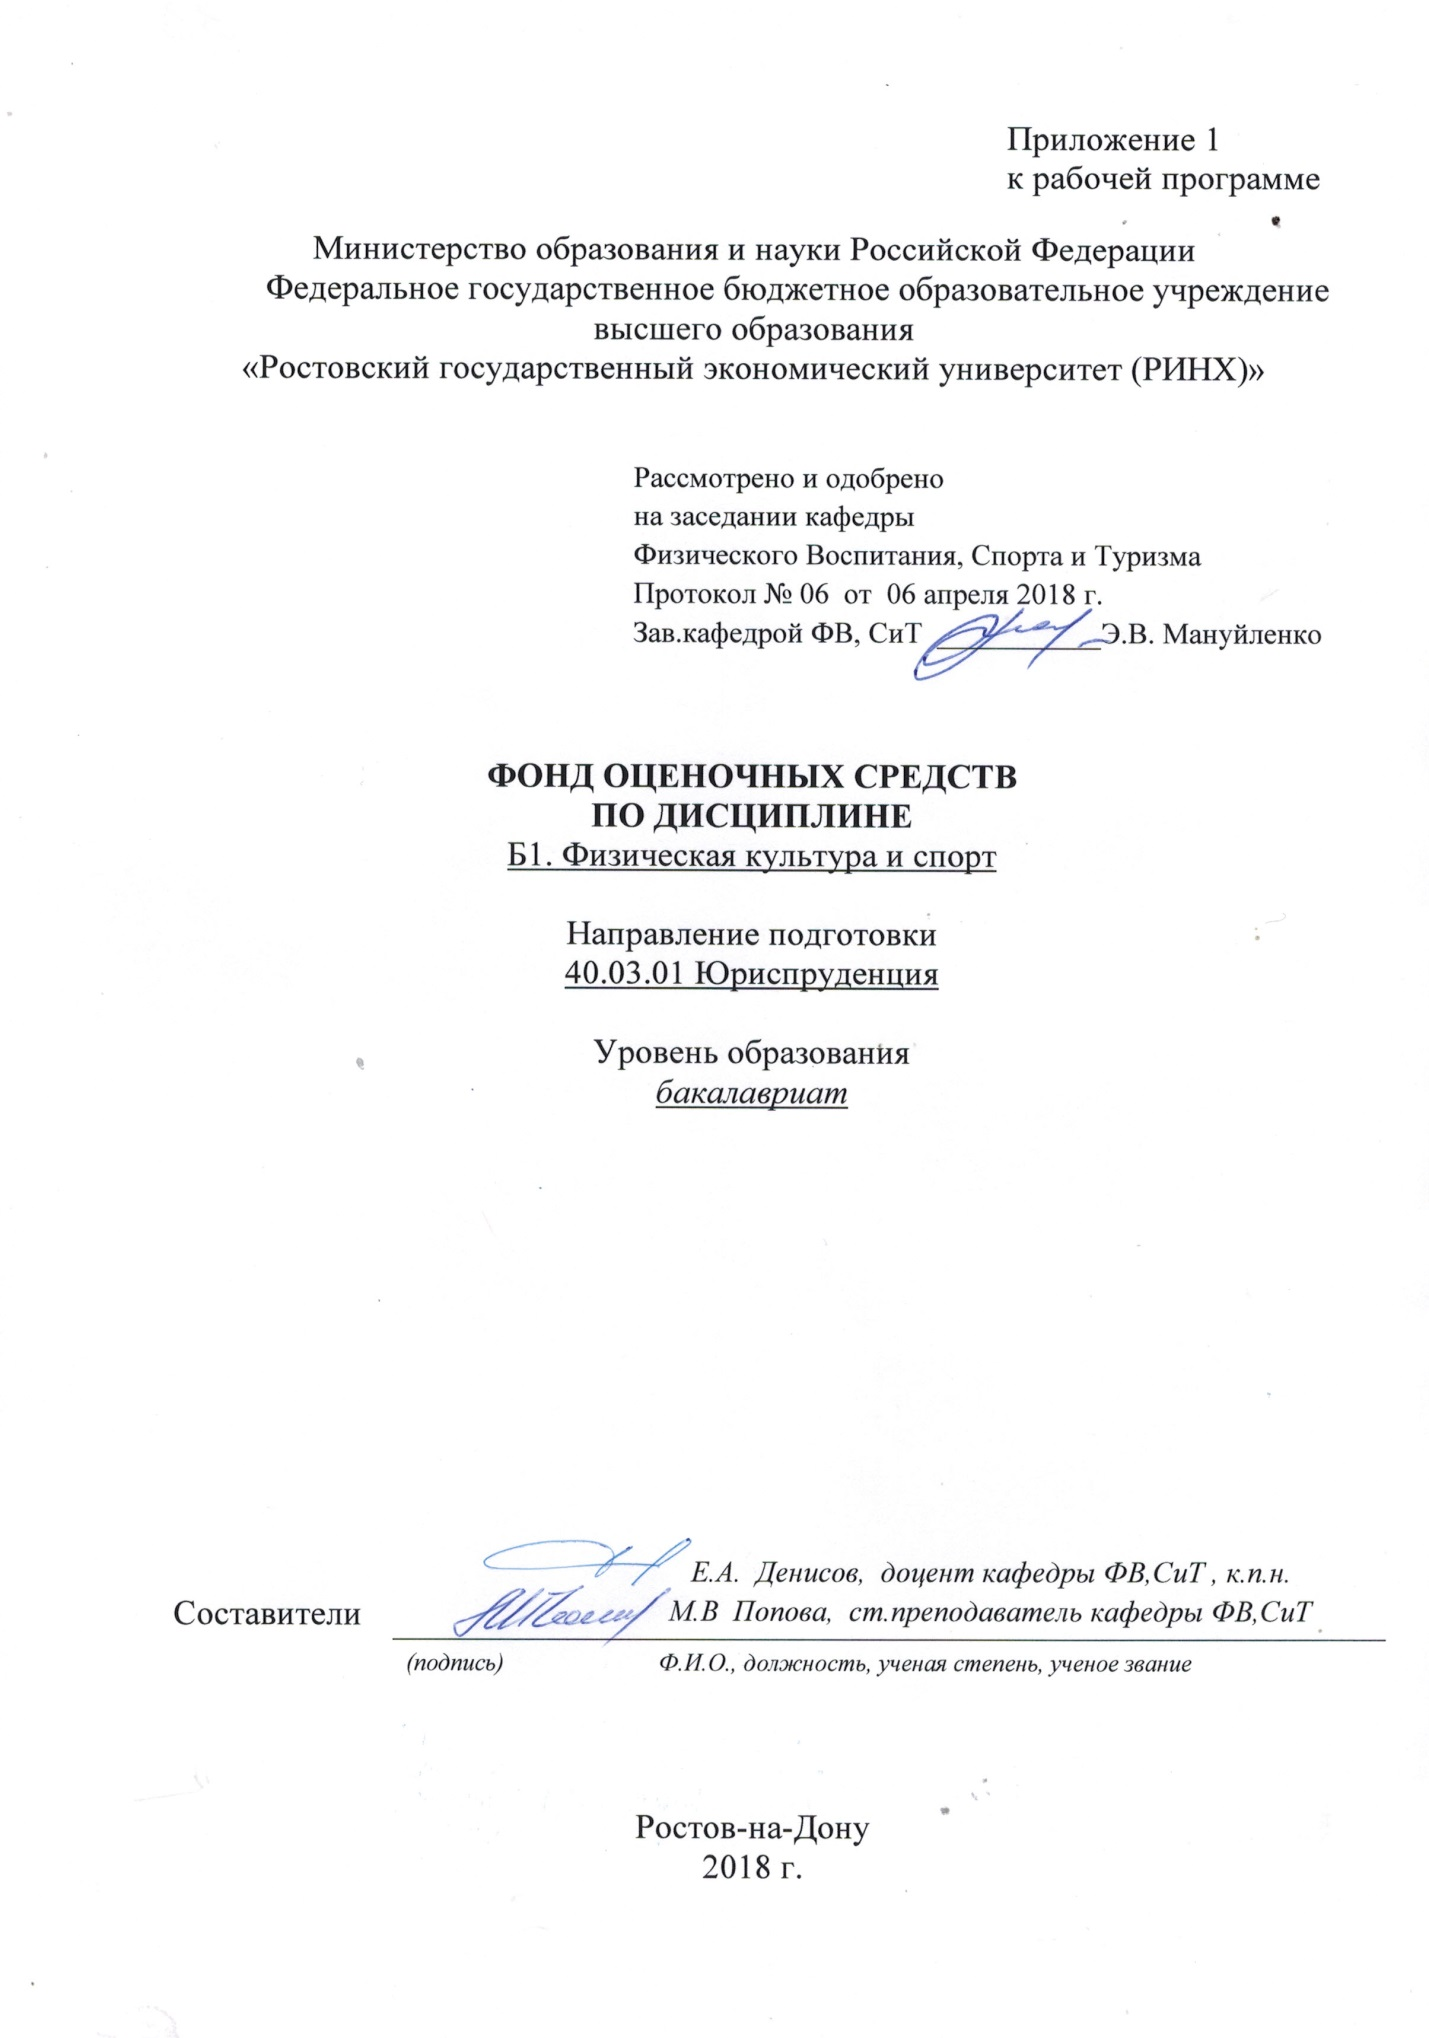 Приложение 1
к рабочей программе
Министерство образования и науки Российской Федерации
Федеральное государственное бюджетное образовательное учреждение
высшего образования
«Ростовский государственный экономический университет (РИНХ)»
Рассмотрено и одобрено
на заседании кафедры
Физического Воспитания, Спорта и Туризма
Протокол № 06 от 06 апреля 2018 г.
Зав.кафедрой ФВ, СиТ ___________Э.В. Мануйленко
ФОНД ОЦЕНОЧНЫХ СРЕДСТВ
ПО ДИСЦИПЛИНЕ
Б1. Физическая культура и спорт
Направление подготовки
40.03.01 Юриспруденция
Уровень образования
бакалавриат
Е.А. Денисов, доцент кафедры ФВ,СиТ , к.п.н.
Составители М.В Попова, ст.преподаватель кафедры ФВ,СиТ
(подпись) Ф.И.О., должность, ученая степень, ученое звание
Ростов-на-Дону
2018 г.